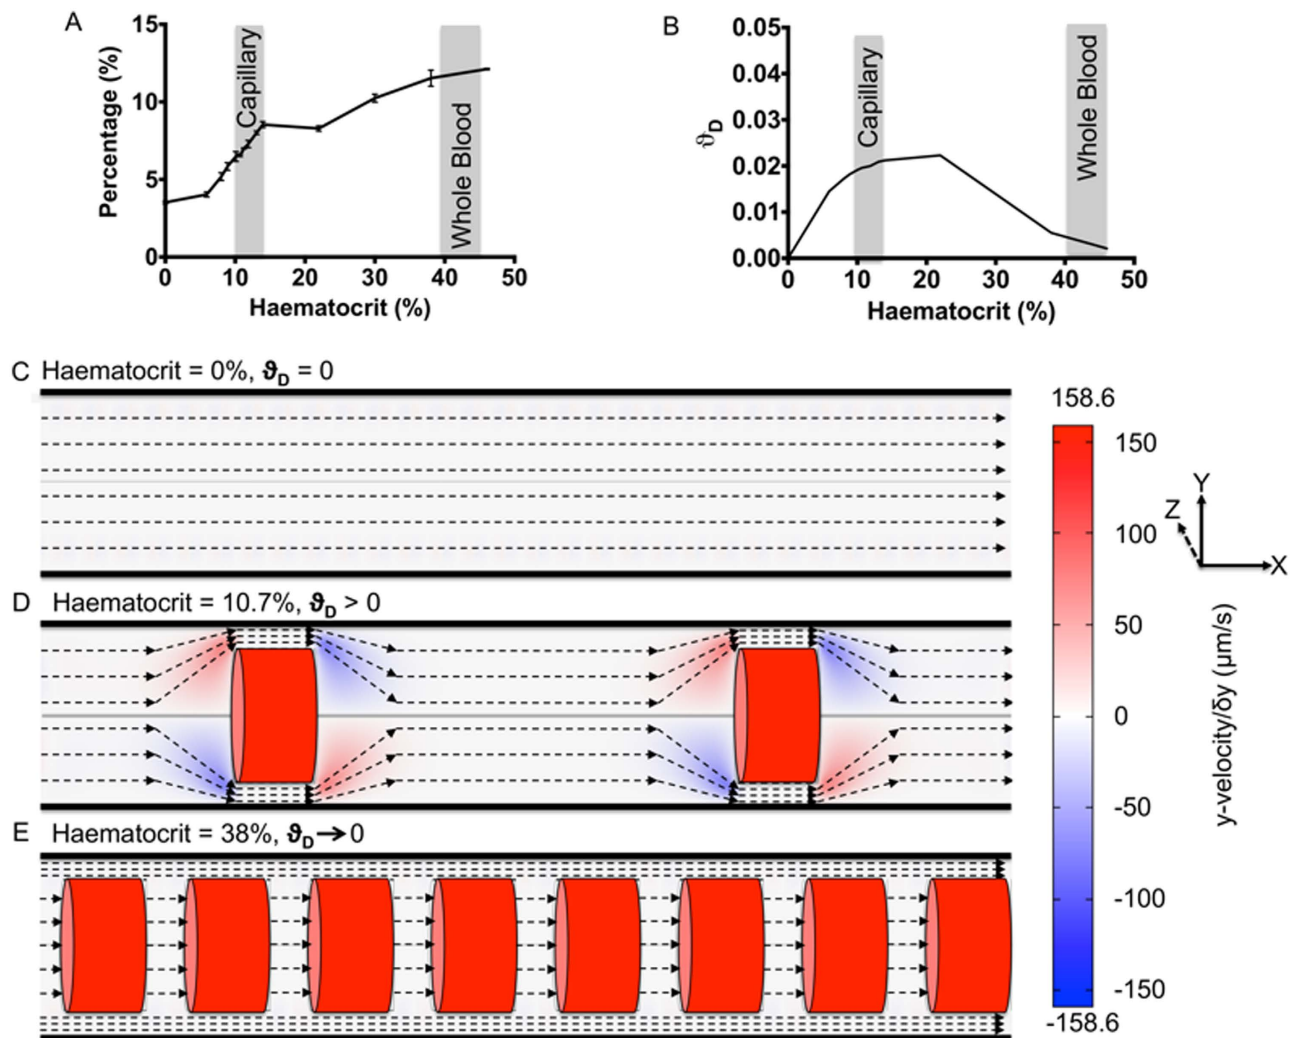 A
15
10
5
0
Percentage (%)
Capillary
Whole Blood
0 10 20 30 40 50
Haematocrit (%)
B
0.05
0.04
0.03
0.02
0.01
0.00
ϑD
Capillary
Whole Blood
0 10 20 30 40 50
Haematocrit (%)
C Haematocrit = 0%, ϑD = 0
D Haematocrit = 10.7%, ϑD > 0
E Haematocrit = 38%, ϑD → 0
158.6
150
100
50
0
-50
-100
-150
-158.6
y-velocity/δy (μm/s)
Y
Z
X